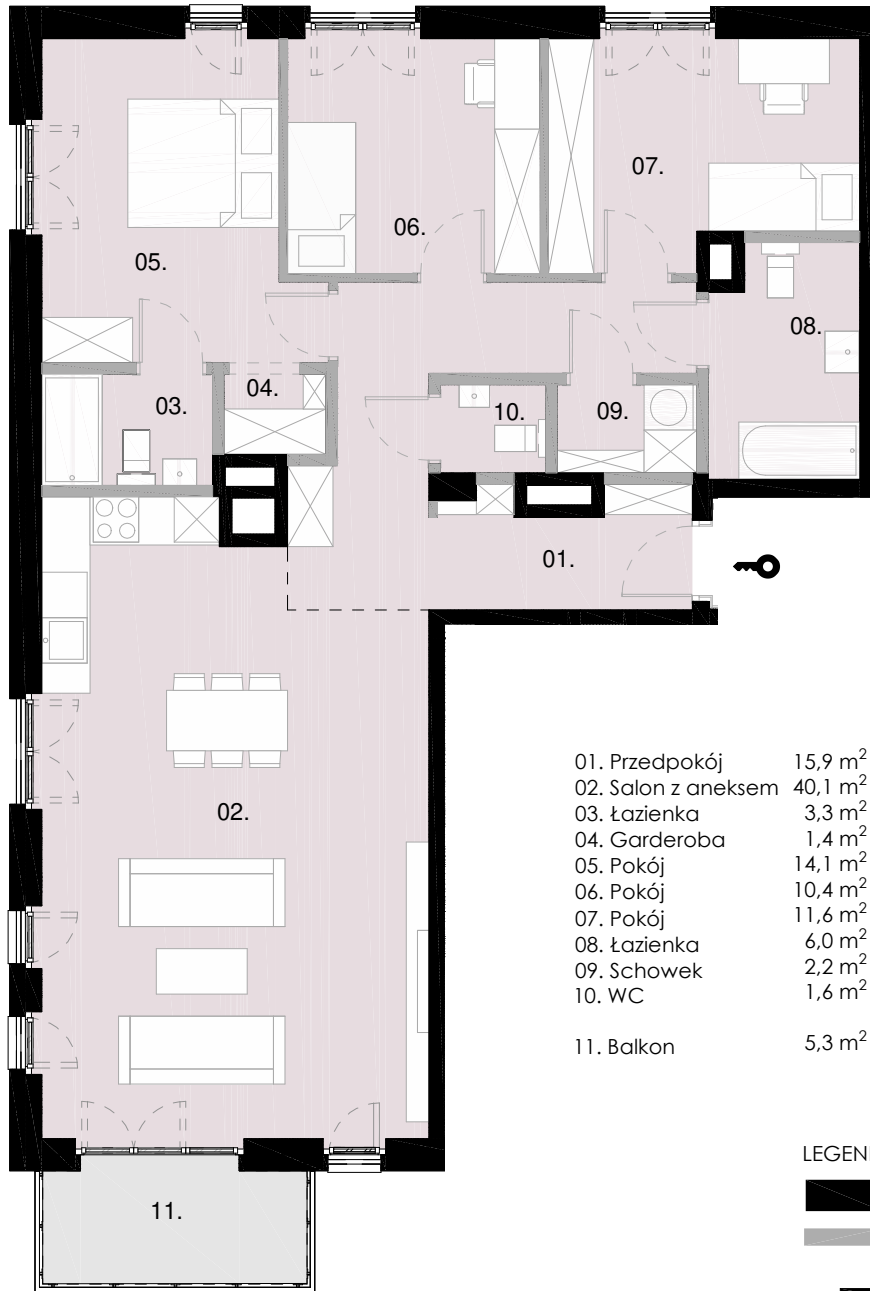 05.
06.
07.
08.
03.
04.
10.
09.
01.
02.
11.
01. Przedpokój 15,9 m²
02. Salon z aneksem 40,1 m²
03. Łazienka 3,3 m²
04. Garderoba 1,4 m²
05. Pokój 14,1 m²
06. Pokój 10,4 m²
07. Pokój 11,6 m²
08. Łazienka 6,0 m²
09. Schowek 2,2 m²
10. WC 1,6 m²
11. Balkon 5,3 m²